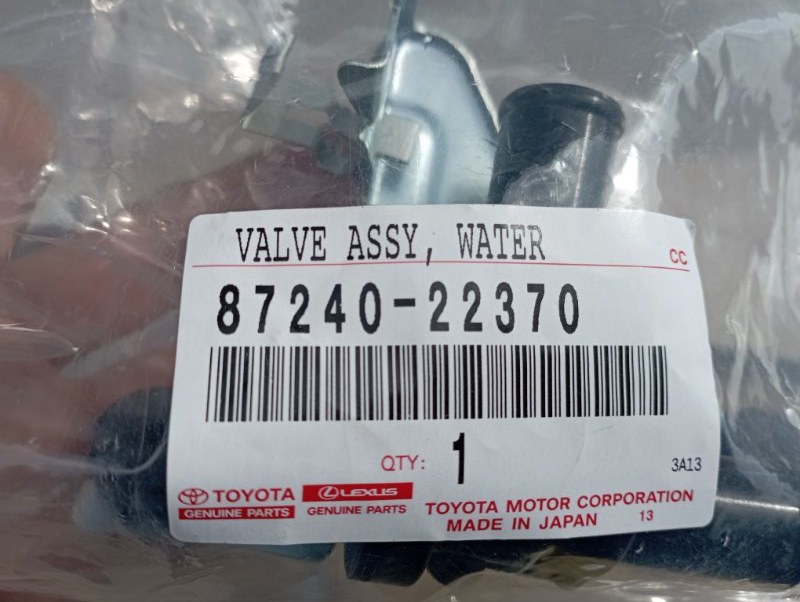 VALVE ASSY, WATER
CC
87240-22370
QTY: 1
3A13
TOYOTA
GENUINE PARTS
LEXUS
GENUINE PARTS
TOYOTA MOTOR CORPORATION
MADE IN JAPAN 13